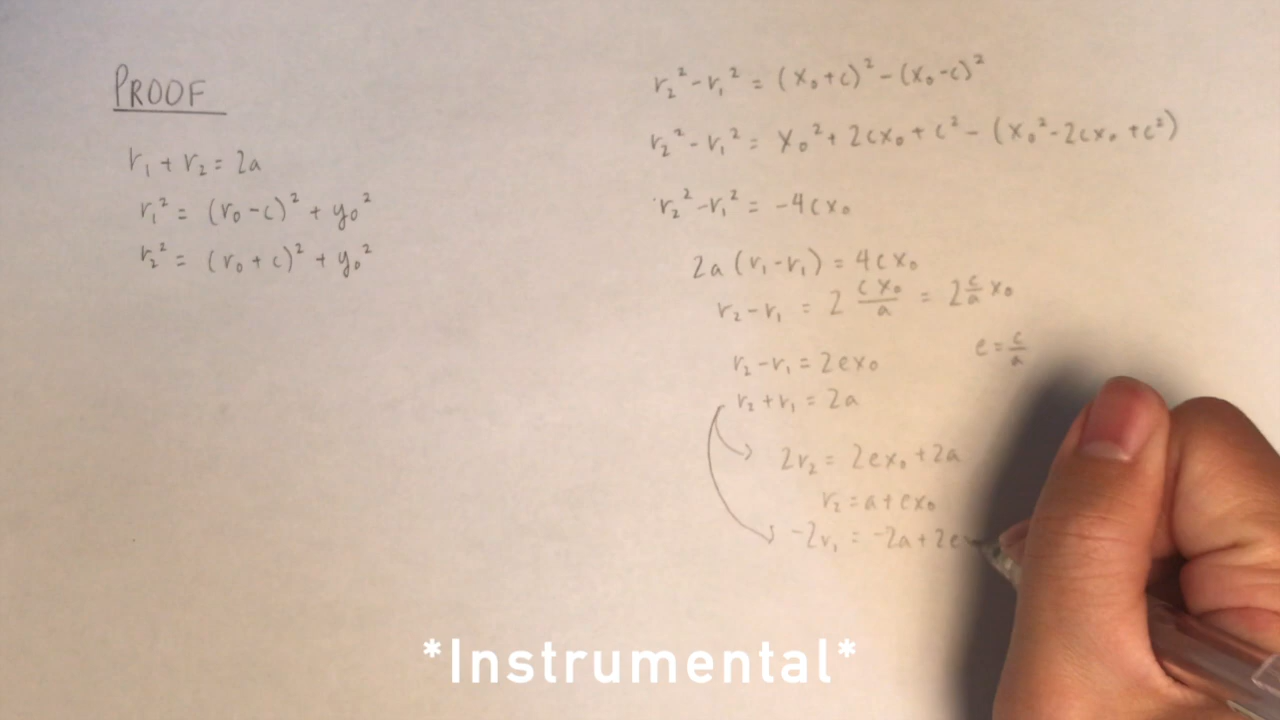 PROOF
r₁ + r₂ = 2a
r₁² = (r₀ - c)² + y₀²
r₂² = (r₀ + c)² + y₀²
r₂² - r₁² = (x₀ + c)² - (x₀ - c)²
r₂² - r₁² = x₀² + 2cx₀ + c² - (x₀² - 2cx₀ + c²)
r₂² - r₁² = -4cx₀
2a (r₁ - r₁) = 4cx₀
r₂ - r₁ = 2 cx₀/a = 2 c/a x₀
e = c/a
r₂ - r₁ = 2ex₀
r₂ + r₁ = 2a
2r₂ = 2ex₀ + 2a
r₂ = a + ex₀
-2r₁ = -2a + 2e
*Instrumental*